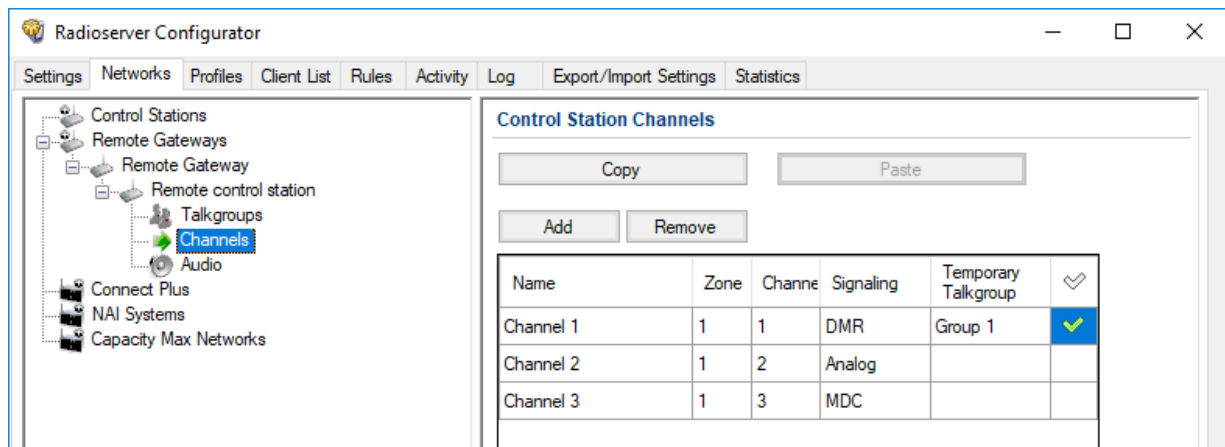 Radioserver Configurator
Settings Networks Profiles Client List Rules Activity Log Export/Import Settings Statistics
Control Stations
Remote Gateways
Remote Gateway
Remote control station
Talkgroups
Channels
Audio
Connect Plus
NAI Systems
Capacity Max Networks
Control Station Channels
Copy Paste
Add Remove
Name Zone Channe Signaling Temporary Talkgroup
Channel 1 1 1 DMR Group 1
Channel 2 1 2 Analog
Channel 3 1 3 MDC